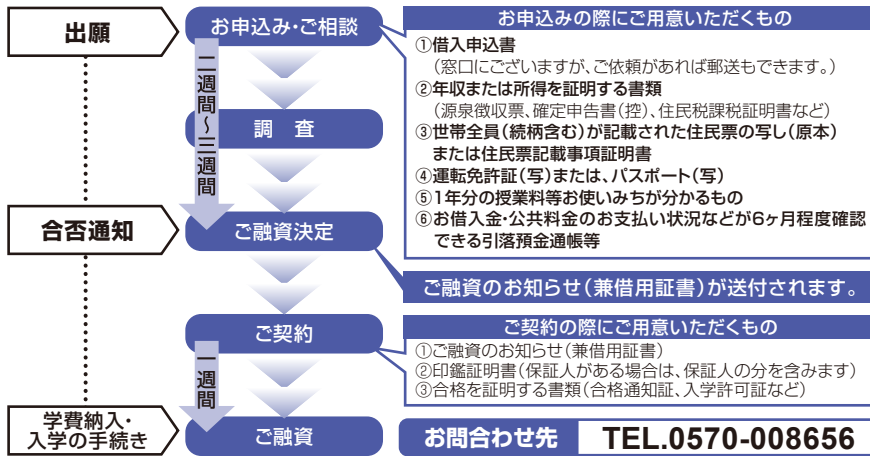 出願
合否通知
学費納入・
入学の手続き
お申込み・ご相談
二週間～三週間
調 査
ご融資決定
ご契約
一週間
ご融資
お申込みの際にご用意いただくもの
①借入申込書
（窓口にございますが、ご依頼があれば郵送もできます。）
②年収または所得を証明する書類
（源泉徴収票、確定申告書（控）、住民税課税証明書など）
③世帯全員（続柄含む）が記載された住民票の写し（原本）
または住民票記載事項証明書
④運転免許証（写）または、パスポート（写）
⑤1年分の授業料等お使いみちが分かるもの
⑥お借入金・公共料金のお支払い状況などが6ヶ月程度確認
できる引落預金通帳等
ご融資のお知らせ（兼借用証書）が送付されます。
ご契約の際にご用意いただくもの
①ご融資のお知らせ（兼借用証書）
②印鑑証明書（保証人がある場合は、保証人の分を含みます）
③合格を証明する書類（合格通知証、入学許可証など）
お問合わせ先 TEL.0570-008656